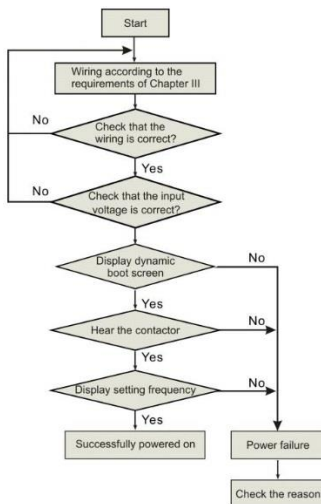 Start
Wiring according to the
requirements of Chapter III
No
Check that the
wiring is correct?
Yes
No
Check that the input
voltage is correct?
Display dynamic
boot screen
No
Yes
Hear the contactor
No
Yes
Display setting frequency
No
Yes
Successfully powered on
Power failure
Check the reason